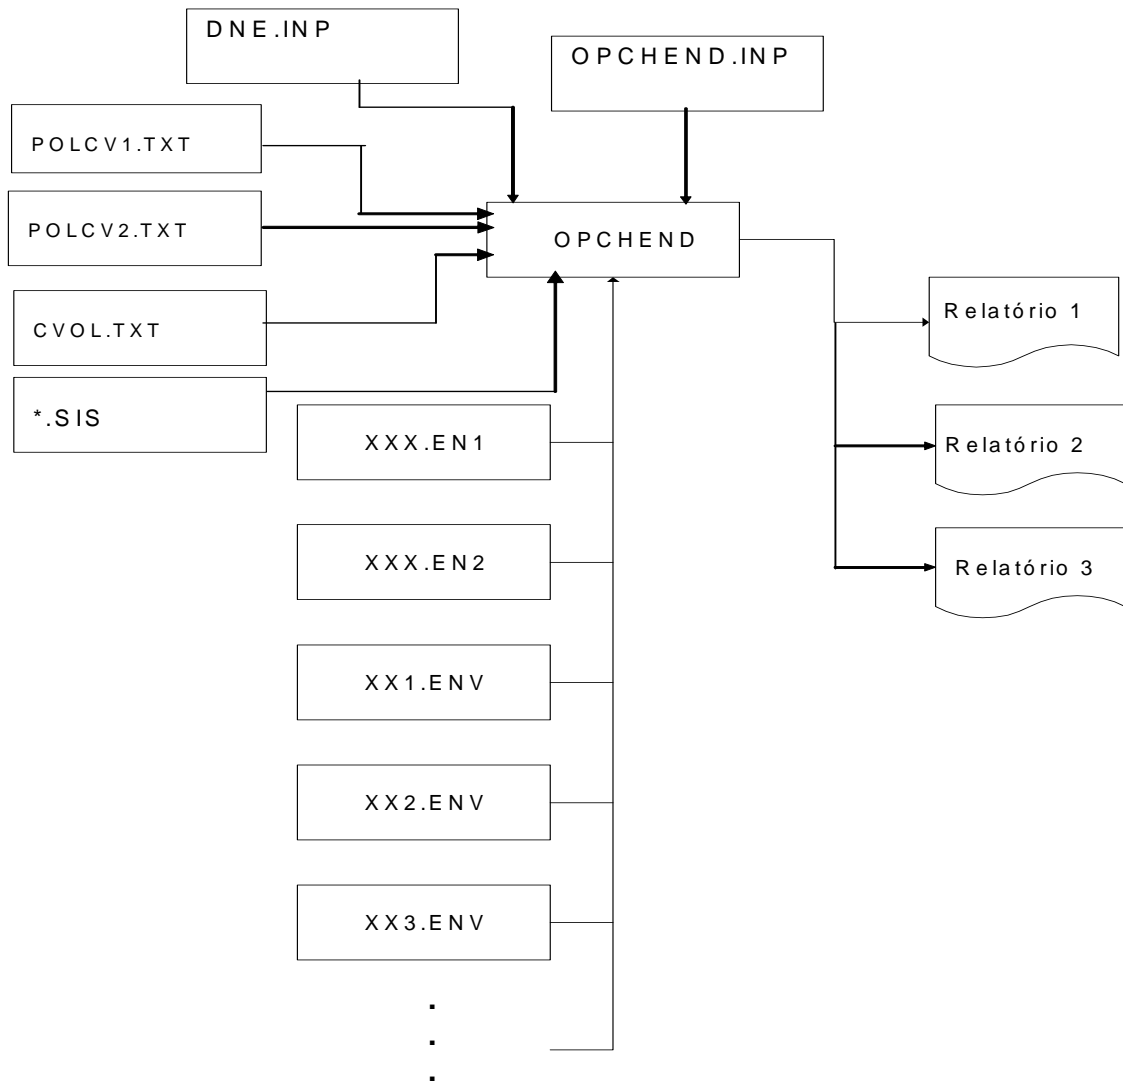 DNE.INP
OPCHEND.INP
POLCV1.TXT
POLCV2.TXT
OPCHEND
CVOL.TXT
*.SIS
Relatório 1
XXX.EN1
Relatório 2
XXX.EN2
Relatório 3
XX1.ENV
XX2.ENV
XX3.ENV
.
.
.